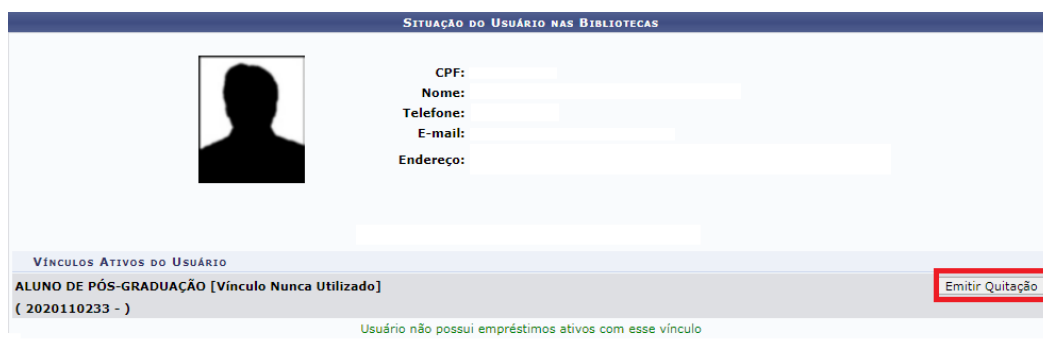 Situação do Usuário nas Bibliotecas
CPF:
Nome:
Telefone:
E-mail:
Endereço:
Vínculos Ativos do Usuário
ALUNO DE PÓS-GRADUAÇÃO [Vínculo Nunca Utilizado] Emitir Quitação
( 2020110233 - )
Usuário não possui empréstimos ativos com esse vínculo